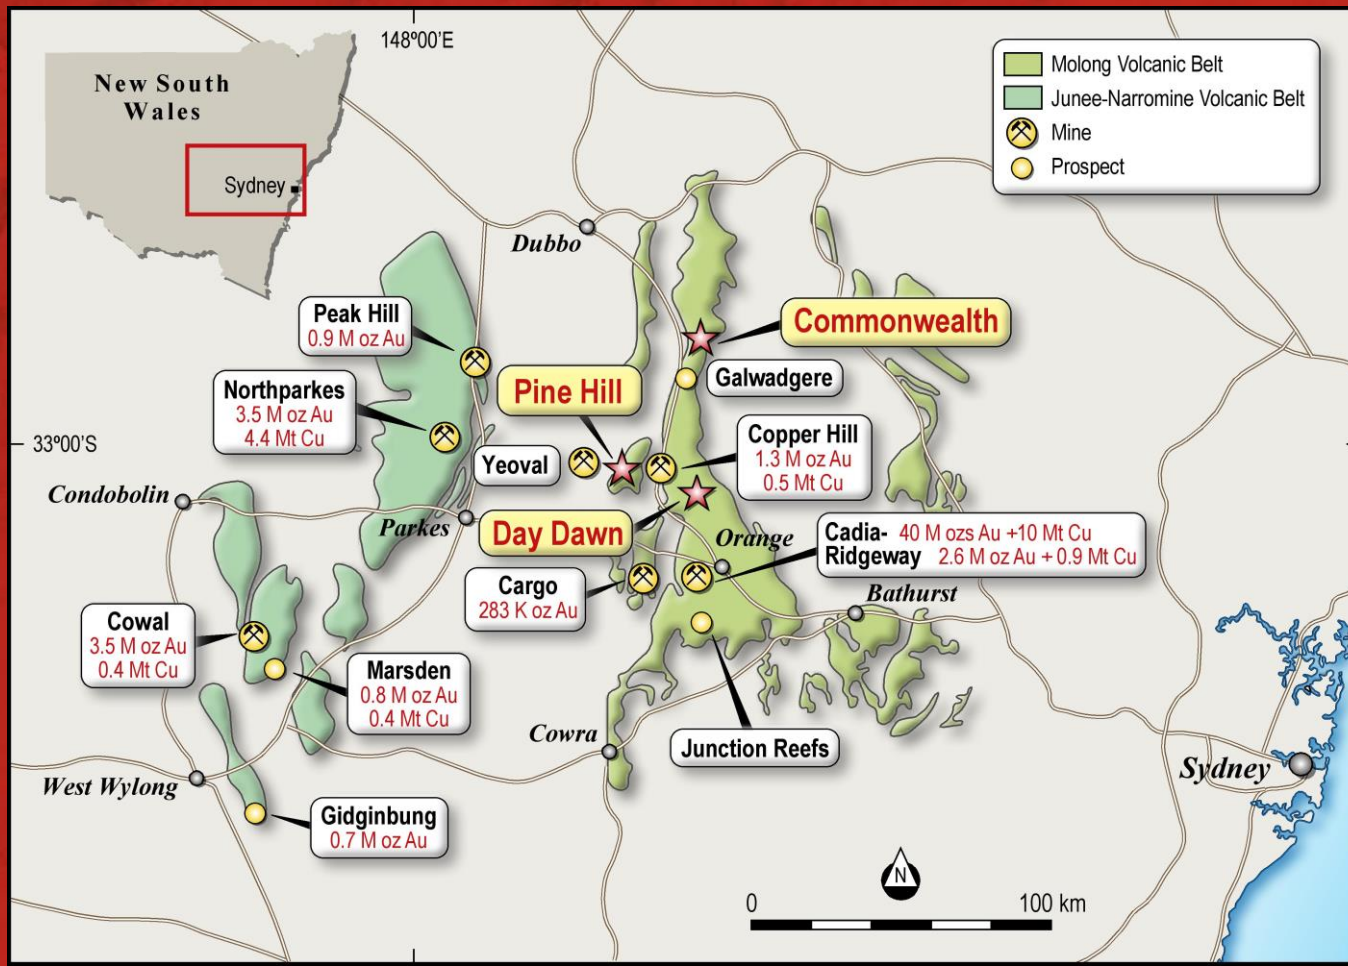 148º00'E
New South
Wales
Sydney
Molong Volcanic Belt
Junee-Narromine Volcanic Belt
Mine
Prospect
Dubbo
Peak Hill
0.9 M oz Au
Commonwealth
Northparkes
3.5 M oz Au
4.4 Mt Cu
Pine Hill
Galwadgere
33º00'S
Yeoval
Copper Hill
1.3 M oz Au
0.5 Mt Cu
Condobolin
Parkes
Day Dawn
Orange
Cadia- 40 M ozs Au +10 Mt Cu
Ridgeway 2.6 M oz Au + 0.9 Mt Cu
Cargo
283 K oz Au
Bathurst
Cowal
3.5 M oz Au
0.4 Mt Cu
Marsden
0.8 M oz Au
0.4 Mt Cu
Cowra
Junction Reefs
Sydney
West Wylong
Gidginbung
0.7 M oz Au
N
0 100 km